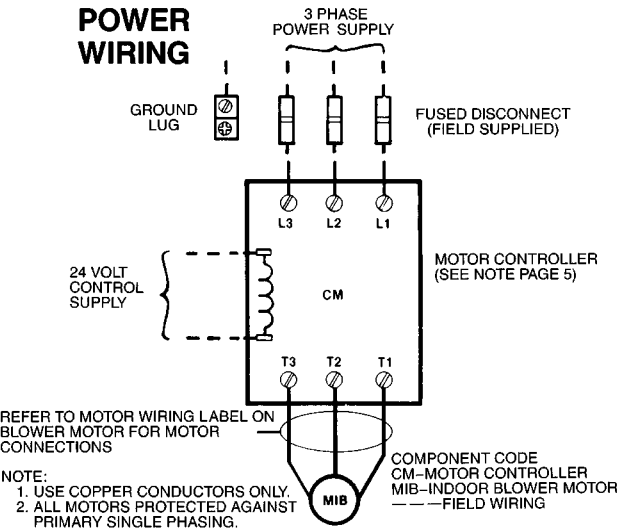 POWER
WIRING
3 PHASE
POWER SUPPLY
GROUND
LUG
FUSED DISCONNECT
(FIELD SUPPLIED)
L3 L2 L1
24 VOLT
CONTROL
SUPPLY
CM
MOTOR CONTROLLER
(SEE NOTE PAGE 5)
T3 T2 T1
REFER TO MOTOR WIRING LABEL ON
BLOWER MOTOR FOR MOTOR
CONNECTIONS
NOTE:
1. USE COPPER CONDUCTORS ONLY.
2. ALL MOTORS PROTECTED AGAINST
PRIMARY SINGLE PHASING.
MIB
COMPONENT CODE
CM–MOTOR CONTROLLER
MIB–INDOOR BLOWER MOTOR
———FIELD WIRING